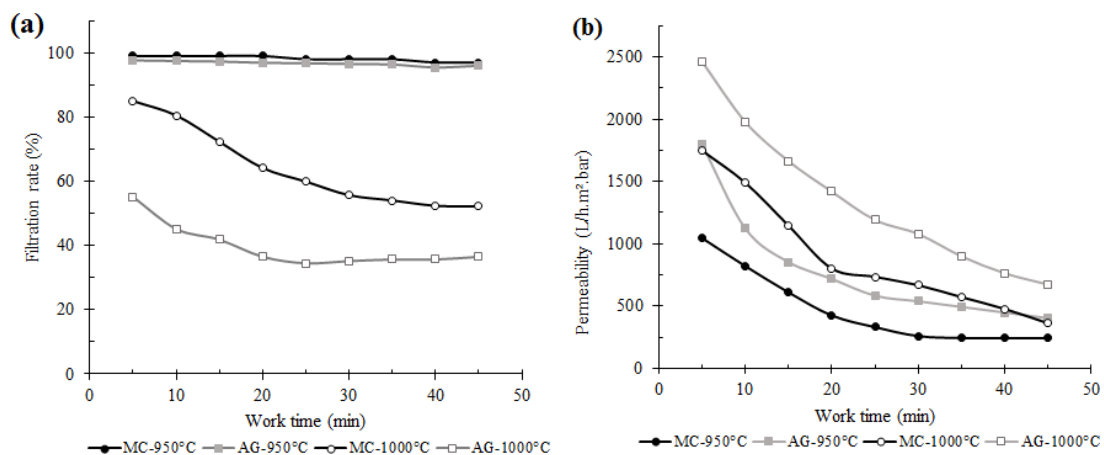 (a)
100
80
60
40
20
0
Filtration rate (%)
0 10 20 30 40 50
Work time (min)
MC-950°C AG-950°C MC-1000°C AG-1000°C
(b)
2500
2000
1500
1000
500
0
Permeability (L/h.m².bar)
0 10 20 30 40 50
Work time (min)
MC-950°C AG-950°C MC-1000°C AG-1000°C